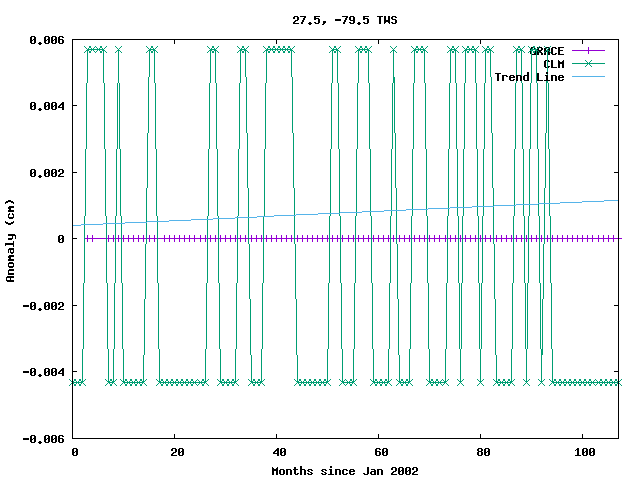 27.5, -79.5 TWS
0.006
0.004
0.002
0
-0.002
-0.004
-0.006
Anomaly (cm)
GRACE
CLM
Trend Line
0 20 40 60 80 100
Months since Jan 2002